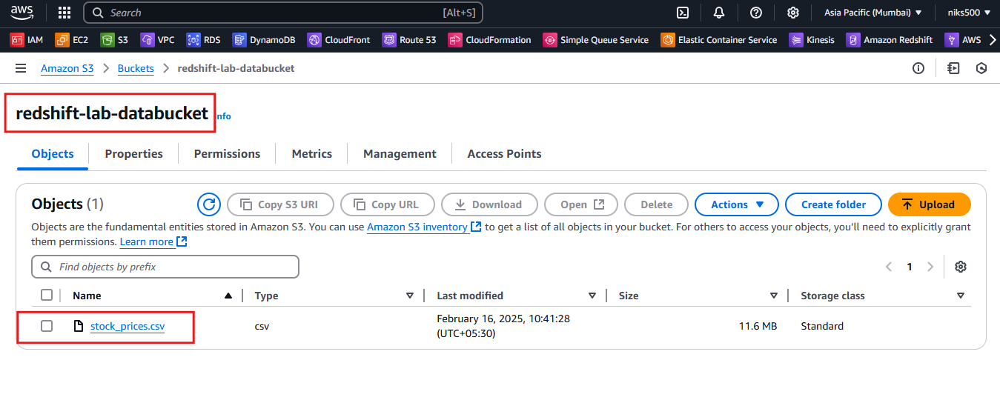 aws Search [Alt+S] Asia Pacific (Mumbai) niks500
IAM EC2 S3 VPC RDS DynamoDB CloudFront Route 53 CloudFormation Simple Queue Service Elastic Container Service Kinesis Amazon Redshift AWS
Amazon S3 Buckets redshift-lab-databucket
redshift-lab-databucket Info
Objects Properties Permissions Metrics Management Access Points
Objects (1) Copy S3 URI Copy URL Download Open Delete Actions Create folder Upload
Objects are the fundamental entities stored in Amazon S3. You can use Amazon S3 inventory to get a list of all objects in your bucket. For others to access your objects, you'll need to explicitly grant
them permissions. Learn more
Find objects by prefix 1
Name Type Last modified Size Storage class
stock_prices.csv csv February 16, 2025, 10:41:28 11.6 MB Standard
(UTC+05:30)